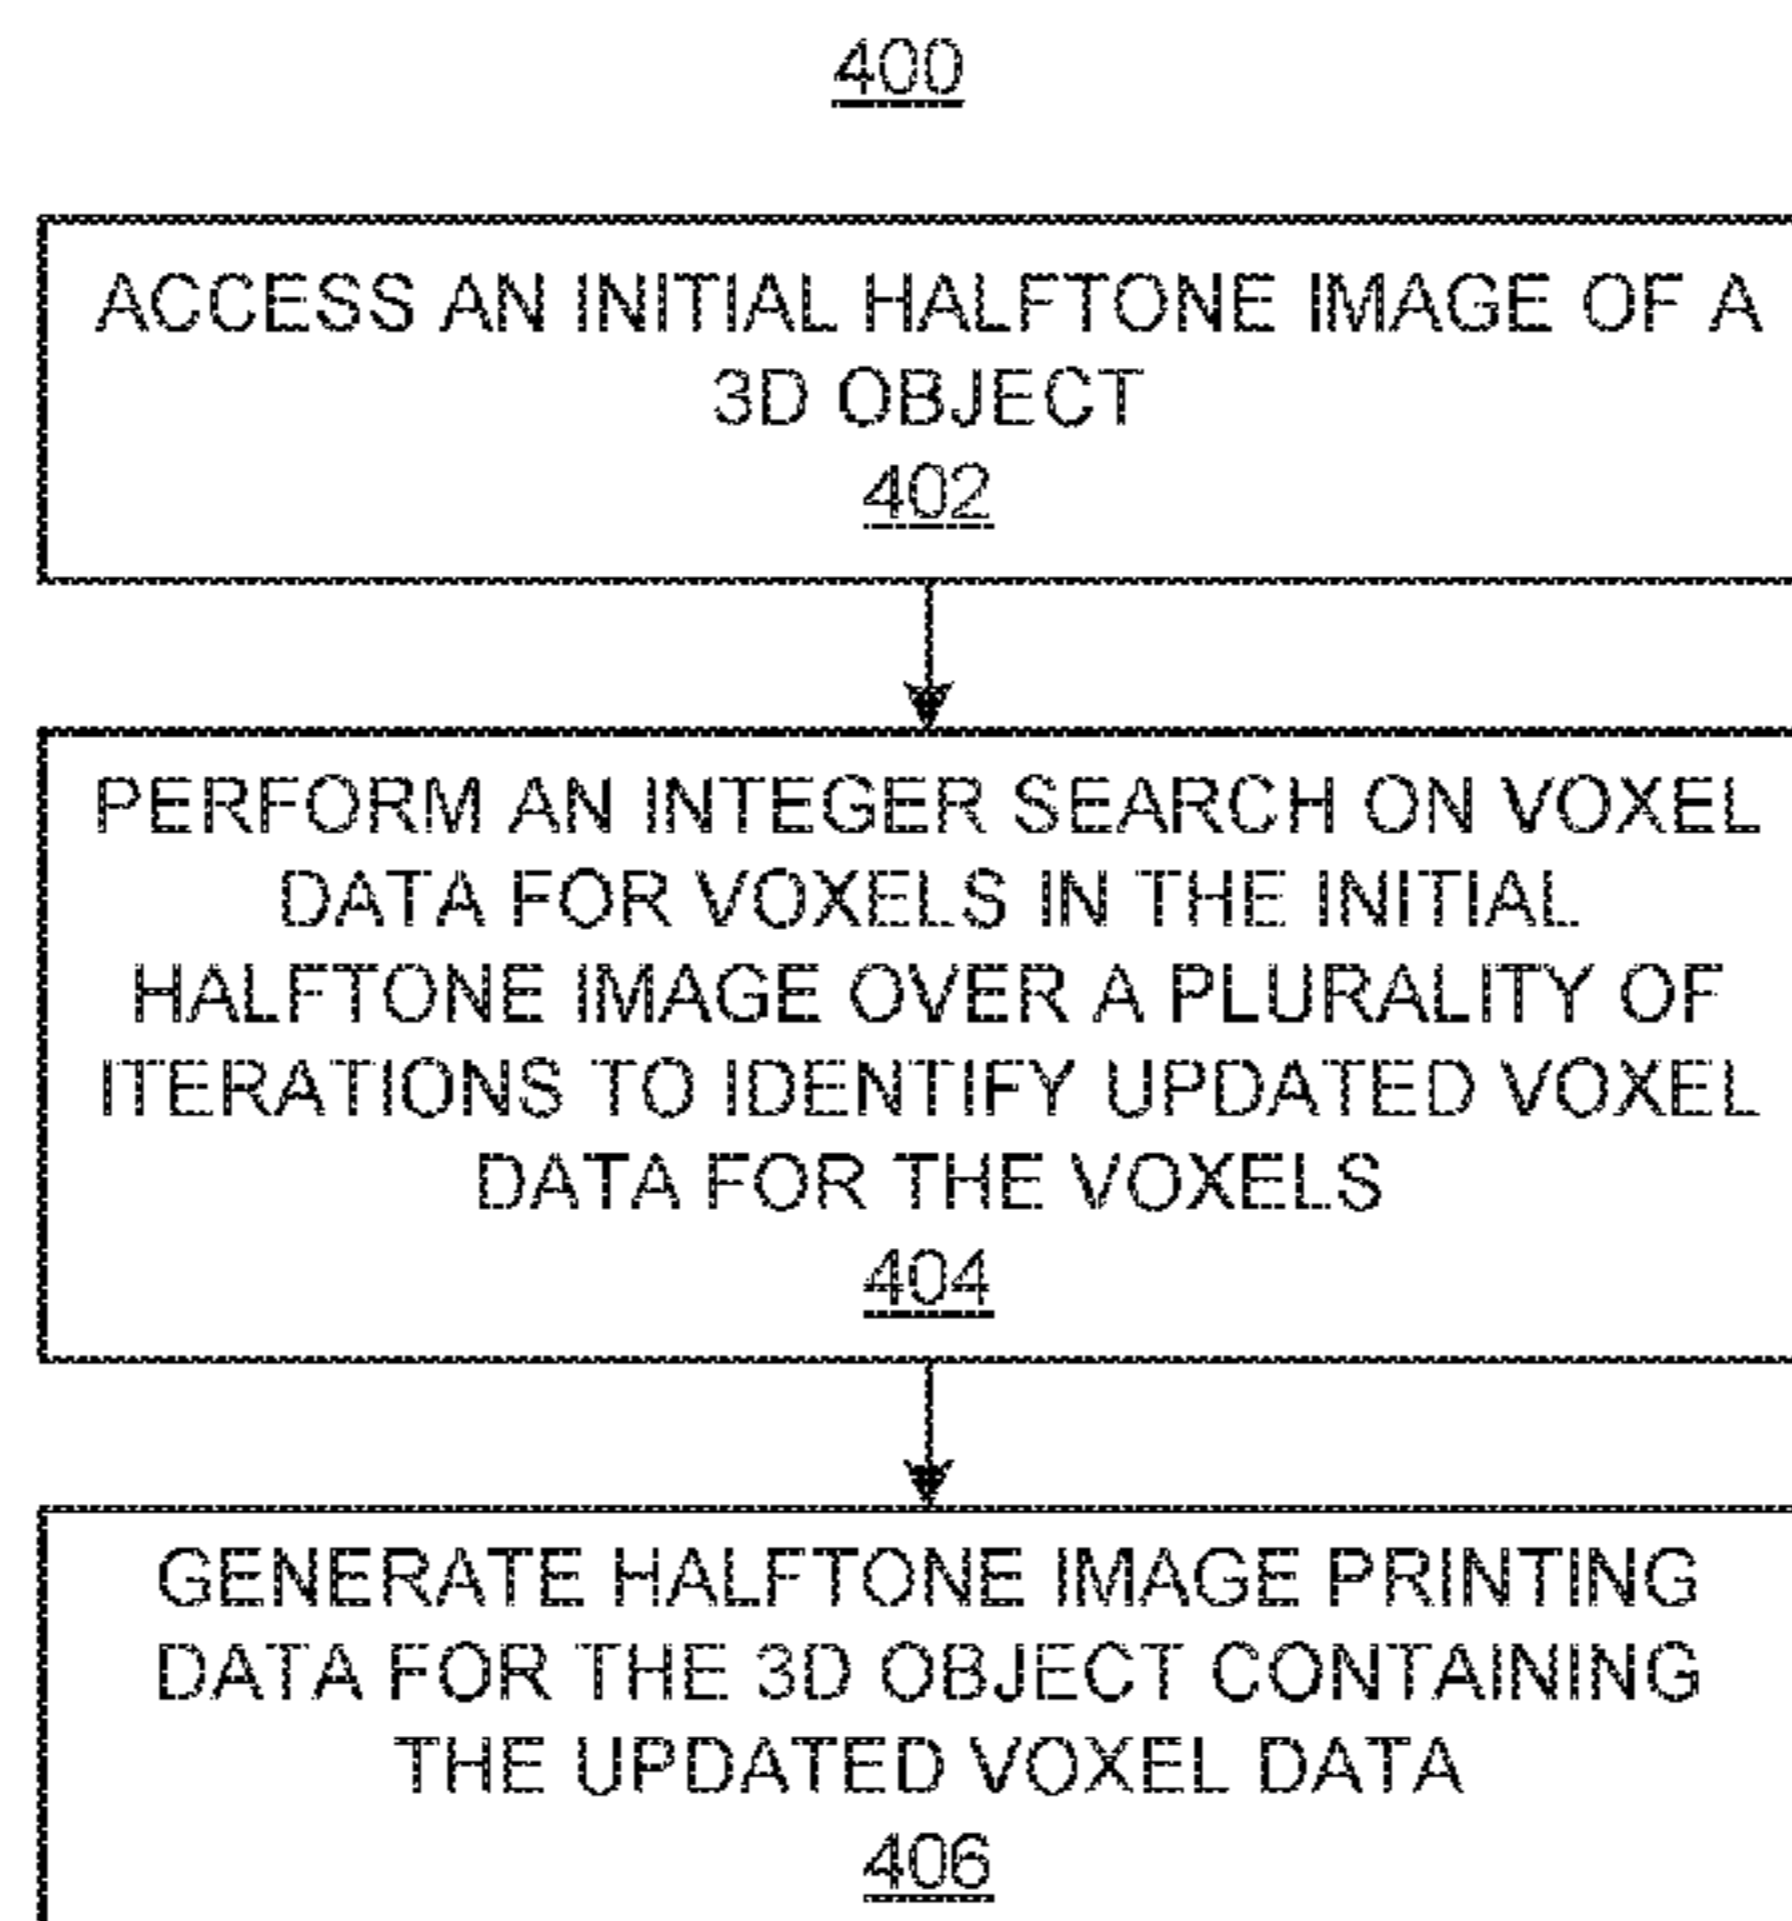 400
ACCESS AN INITIAL HALFTONE IMAGE OF A
3D OBJECT
402
PERFORM AN INTEGER SEARCH ON VOXEL
DATA FOR VOXELS IN THE INITIAL
HALFTONE IMAGE OVER A PLURALITY OF
ITERATIONS TO IDENTIFY UPDATED VOXEL
DATA FOR THE VOXELS
404
GENERATE HALFTONE IMAGE PRINTING
DATA FOR THE 3D OBJECT CONTAINING
THE UPDATED VOXEL DATA
406